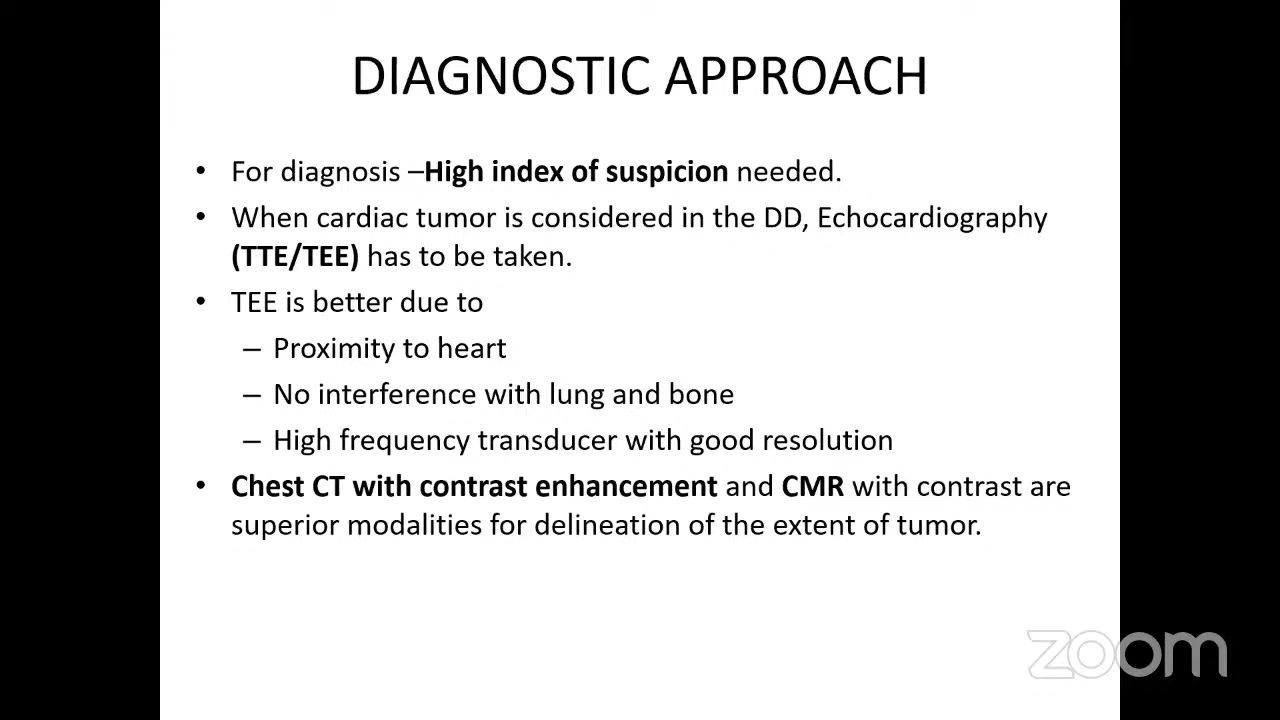 DIAGNOSTIC APPROACH
• For diagnosis –High index of suspicion needed.
• When cardiac tumor is considered in the DD, Echocardiography
(TTE/TEE) has to be taken.
• TEE is better due to
– Proximity to heart
– No interference with lung and bone
– High frequency transducer with good resolution
• Chest CT with contrast enhancement and CMR with contrast are
superior modalities for delineation of the extent of tumor.
zoom